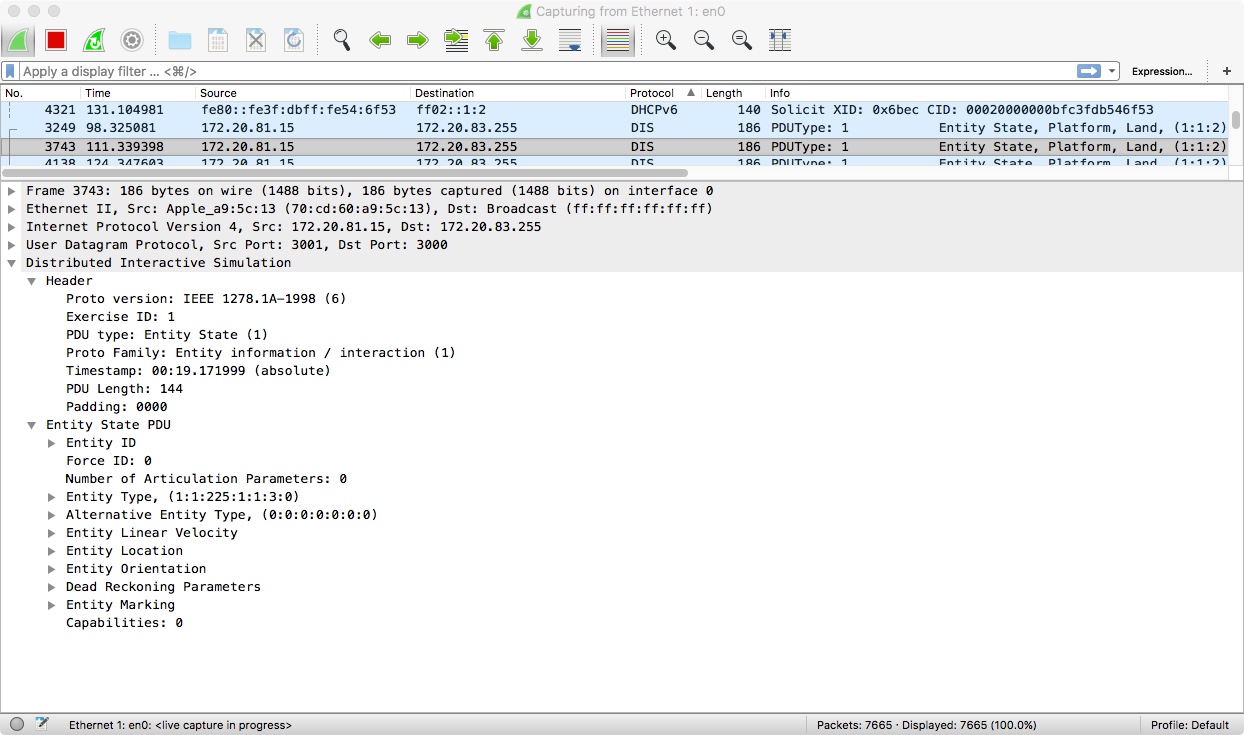 Capturing from Ethernet 1: en0
Apply a display filter ... <⌘/>
Expression...
+
No. Time Source Destination Protocol Length Info
4321 131.104981 fe80::fe3f:dbff:fe54:6f53 ff02::1:2 DHCPv6 140 Solicit XID: 0x6bec CID: 00020000000bfc3fdb546f53
3249 98.325081 172.20.81.15 172.20.83.255 DIS 186 PDUType: 1 Entity State, Platform, Land, (1:1:2)
3743 111.339398 172.20.81.15 172.20.83.255 DIS 186 PDUType: 1 Entity State, Platform, Land, (1:1:2)
4138 124.347603 172.20.81.15 172.20.83.255 DIS 186 PDUType: 1 Entity State, Platform, Land, (1:1:2)
Frame 3743: 186 bytes on wire (1488 bits), 186 bytes captured (1488 bits) on interface 0
Ethernet II, Src: Apple_a9:5c:13 (70:cd:60:a9:5c:13), Dst: Broadcast (ff:ff:ff:ff:ff:ff)
Internet Protocol Version 4, Src: 172.20.81.15, Dst: 172.20.83.255
User Datagram Protocol, Src Port: 3001, Dst Port: 3000
Distributed Interactive Simulation
Header
Proto version: IEEE 1278.1A-1998 (6)
Exercise ID: 1
PDU type: Entity State (1)
Proto Family: Entity information / interaction (1)
Timestamp: 00:19.171999 (absolute)
PDU Length: 144
Padding: 0000
Entity State PDU
Entity ID
Force ID: 0
Number of Articulation Parameters: 0
Entity Type, (1:1:225:1:1:3:0)
Alternative Entity Type, (0:0:0:0:0:0:0)
Entity Linear Velocity
Entity Location
Entity Orientation
Dead Reckoning Parameters
Entity Marking
Capabilities: 0
Ethernet 1: en0: <live capture in progress>
Packets: 7665 · Displayed: 7665 (100.0%)
Profile: Default